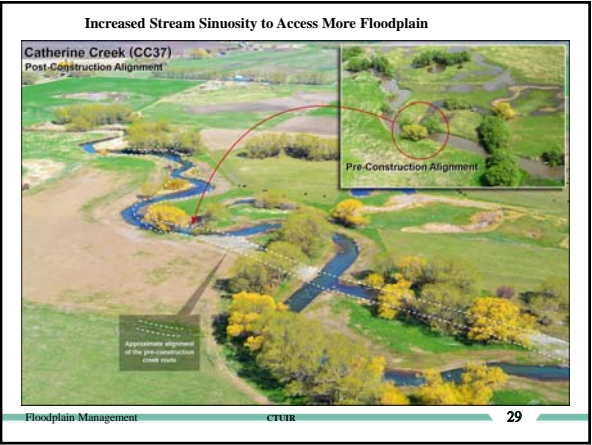 Increased Stream Sinuosity to Access More Floodplain
Catherine Creek (CC37)
Post-Construction Alignment
Pre-Construction Alignment
Approximate alignment
of the pre-construction
creek route
Floodplain Management
CTUIR
29